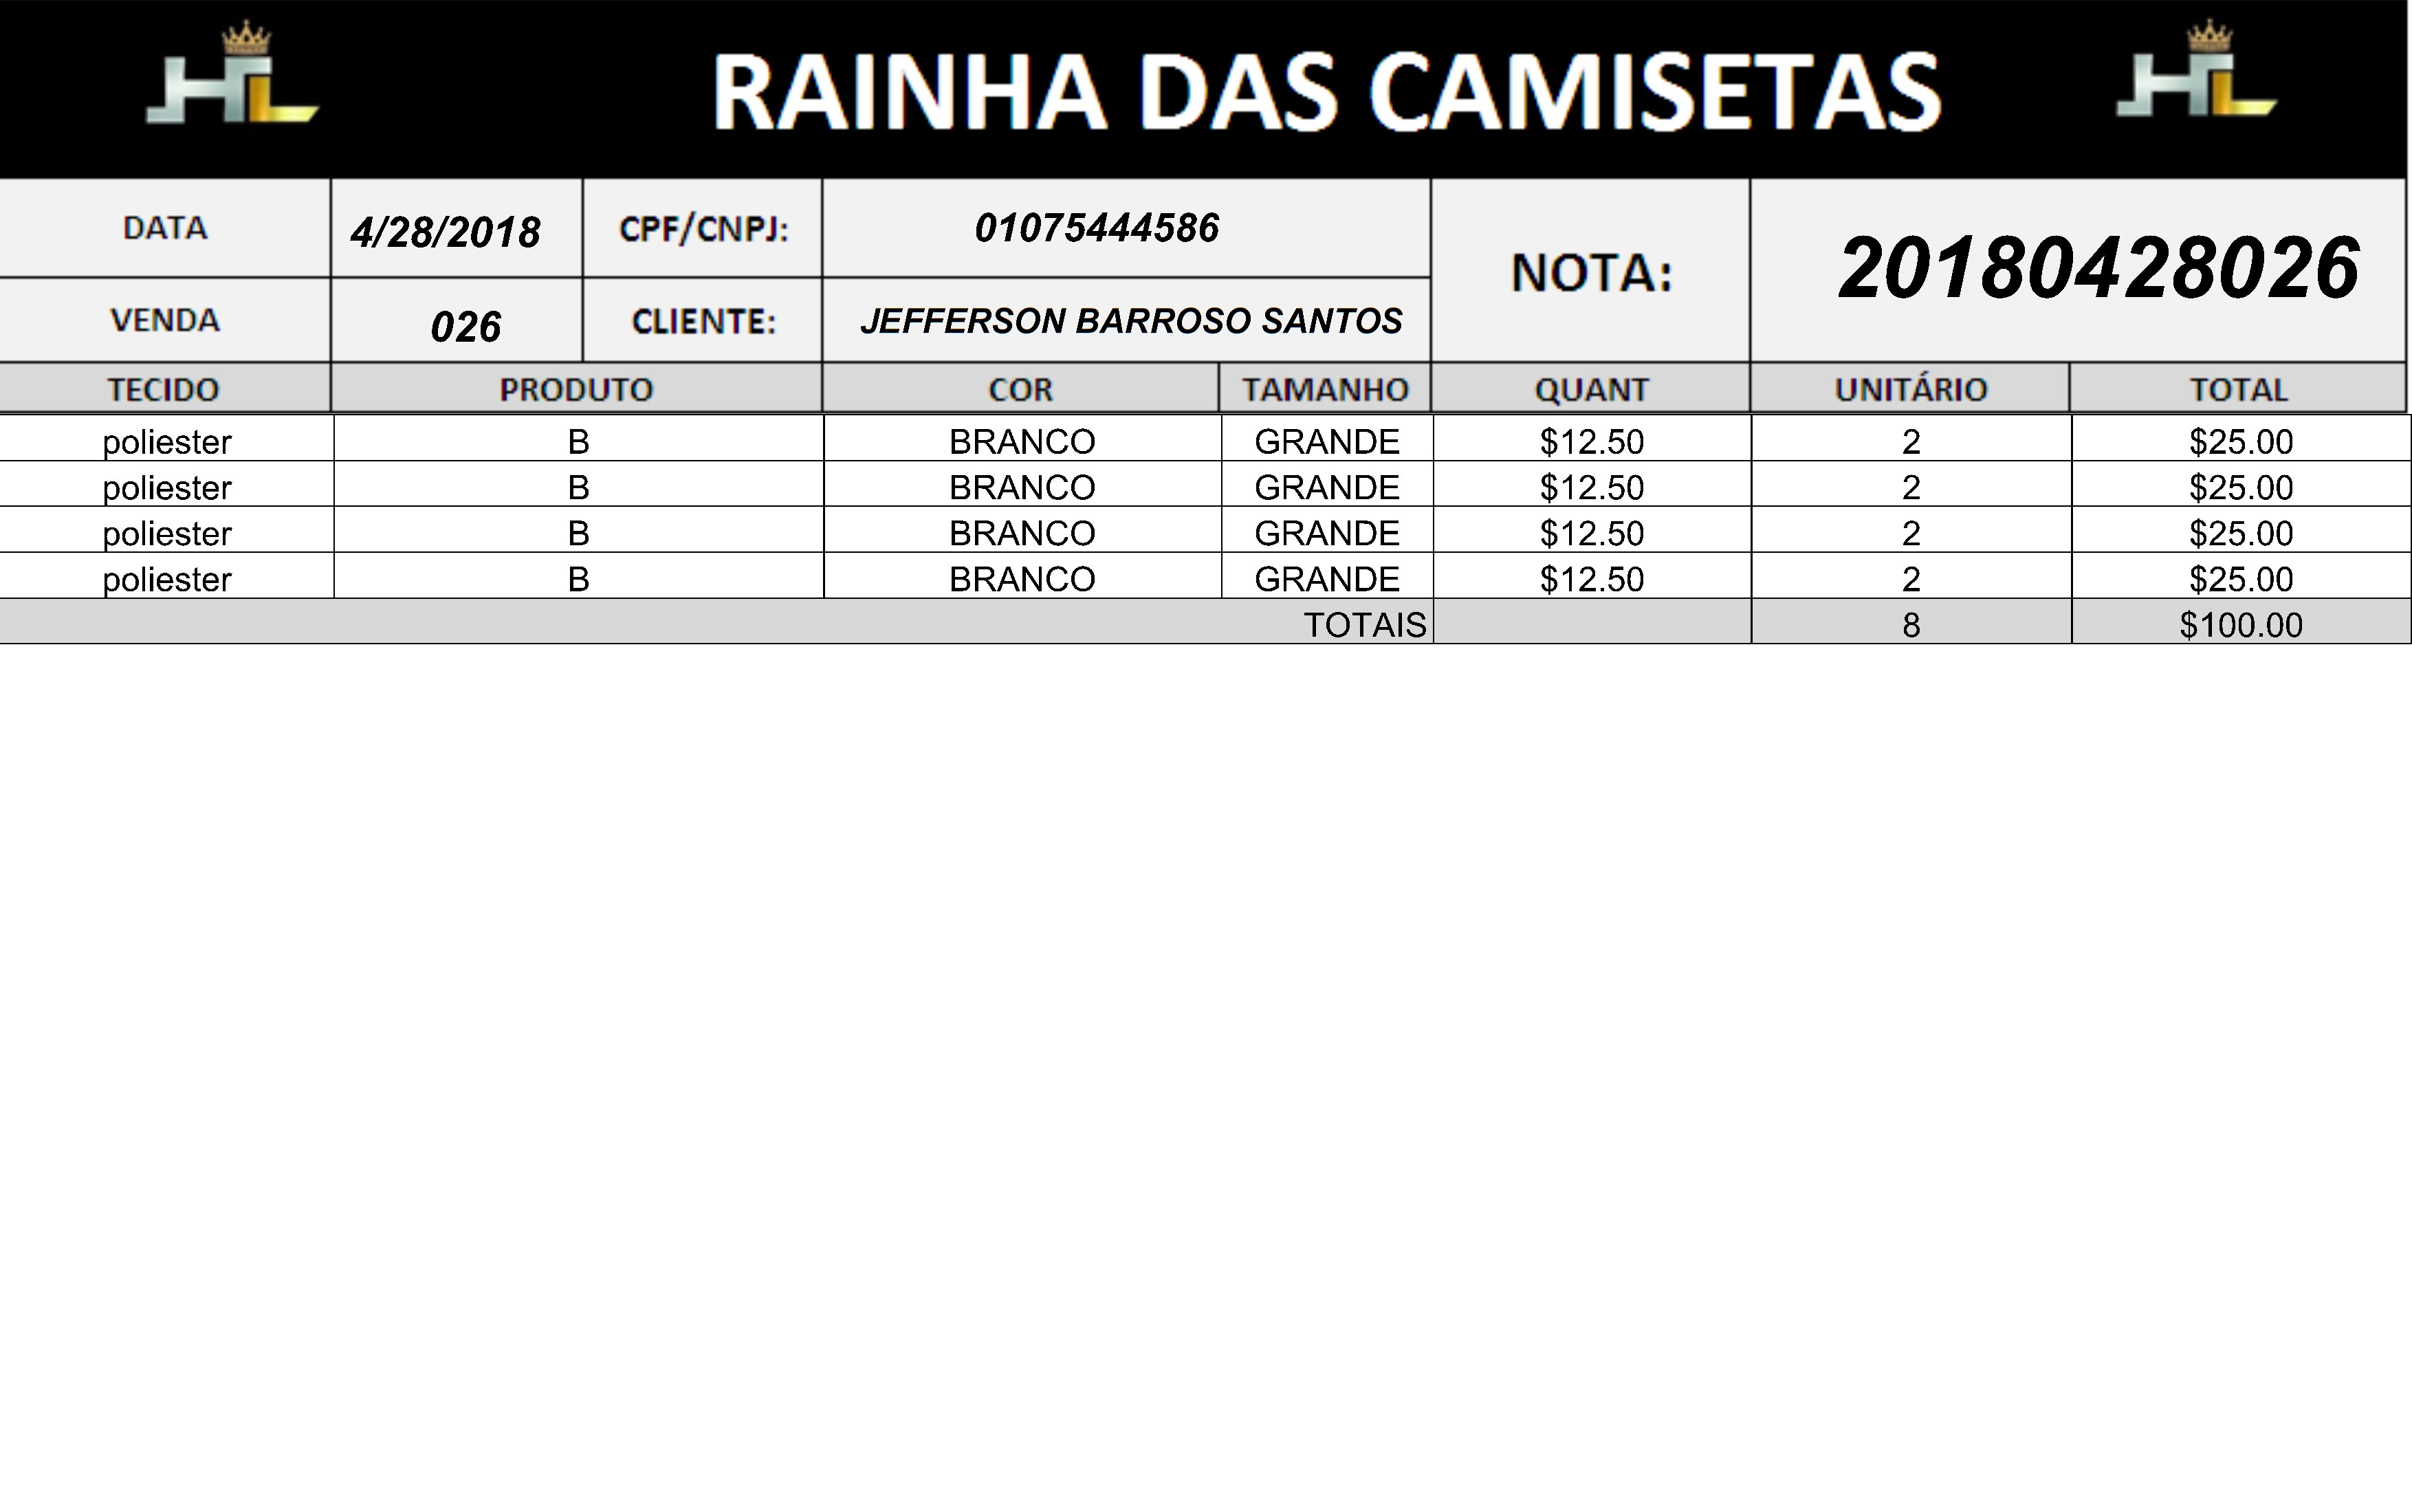 HL RAINHA DAS CAMISETAS HL
DATA 4/28/2018 CPF/CNPJ: 01075444586 NOTA: 20180428026
VENDA 026 CLIENTE: JEFFERSON BARROSO SANTOS
TECIDO PRODUTO COR TAMANHO QUANT UNITÁRIO TOTAL
poliester B BRANCO GRANDE $12.50 2 $25.00
poliester B BRANCO GRANDE $12.50 2 $25.00
poliester B BRANCO GRANDE $12.50 2 $25.00
poliester B BRANCO GRANDE $12.50 2 $25.00
TOTAIS 8 $100.00